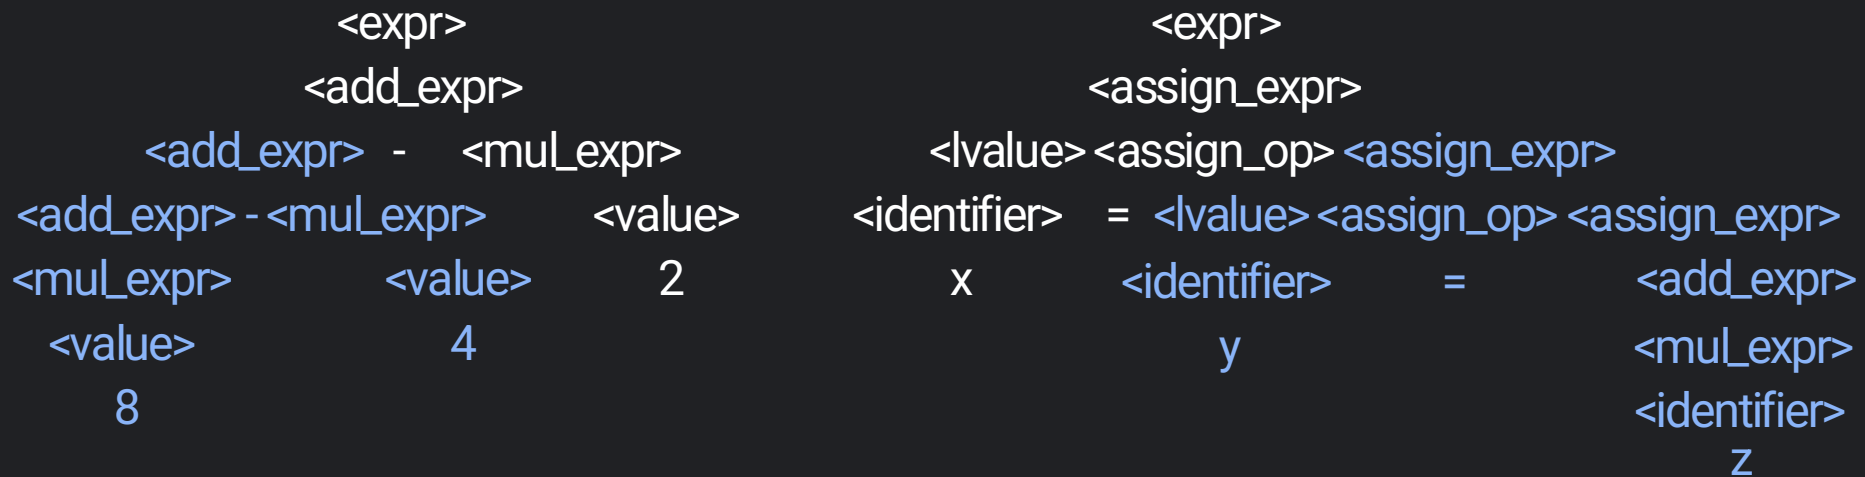 <expr> <expr>
<add_expr> <assign_expr>
<add_expr> - <mul_expr> <lvalue> <assign_op> <assign_expr>
<add_expr> - <mul_expr> <value> <identifier> = <lvalue> <assign_op> <assign_expr>
<mul_expr> <value> 2 x <identifier> = <add_expr>
<value> 4 y <mul_expr>
8 <identifier>
z